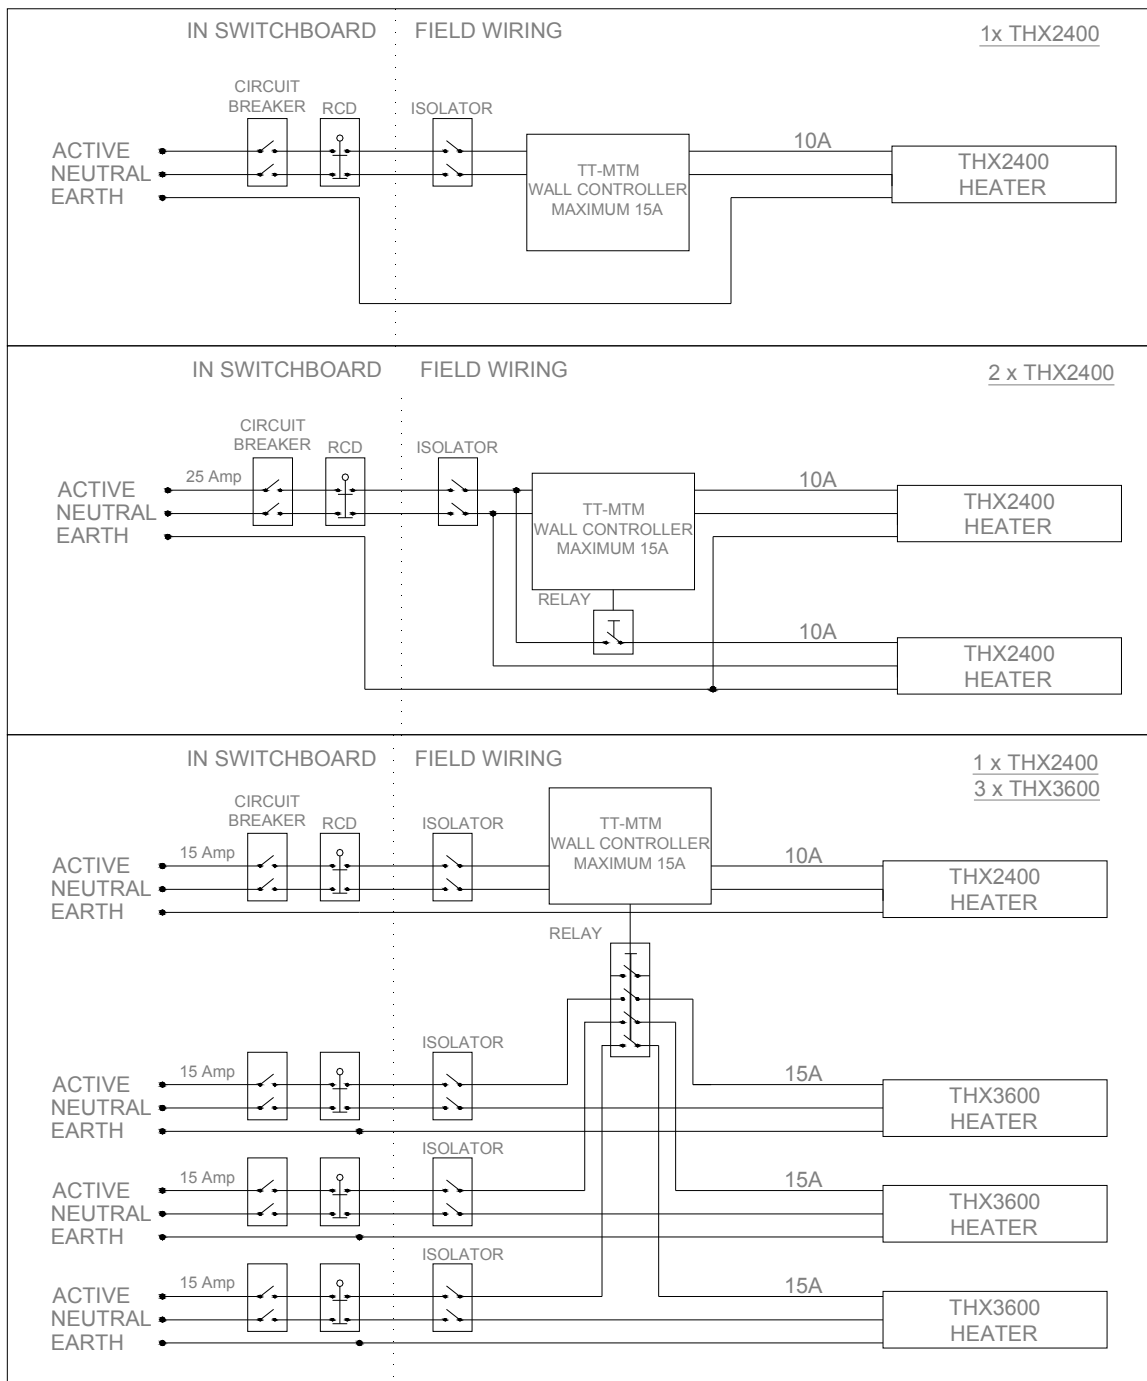 IN SWITCHBOARD
FIELD WIRING
1x THX2400
CIRCUIT
BREAKER
RCD
ISOLATOR
ACTIVE
NEUTRAL
EARTH
TT-MTM
WALL CONTROLLER
MAXIMUM 15A
10A
THX2400
HEATER
IN SWITCHBOARD
FIELD WIRING
2 x THX2400
CIRCUIT
BREAKER
RCD
ISOLATOR
25 Amp
ACTIVE
NEUTRAL
EARTH
TT-MTM
WALL CONTROLLER
MAXIMUM 15A
10A
THX2400
HEATER
RELAY
10A
THX2400
HEATER
IN SWITCHBOARD
FIELD WIRING
1 x THX2400
3 x THX3600
CIRCUIT
BREAKER
RCD
ISOLATOR
15 Amp
ACTIVE
NEUTRAL
EARTH
TT-MTM
WALL CONTROLLER
MAXIMUM 15A
10A
THX2400
HEATER
RELAY
ISOLATOR
15 Amp
ACTIVE
NEUTRAL
EARTH
15A
THX3600
HEATER
ISOLATOR
15 Amp
ACTIVE
NEUTRAL
EARTH
15A
THX3600
HEATER
ISOLATOR
15 Amp
ACTIVE
NEUTRAL
EARTH
15A
THX3600
HEATER